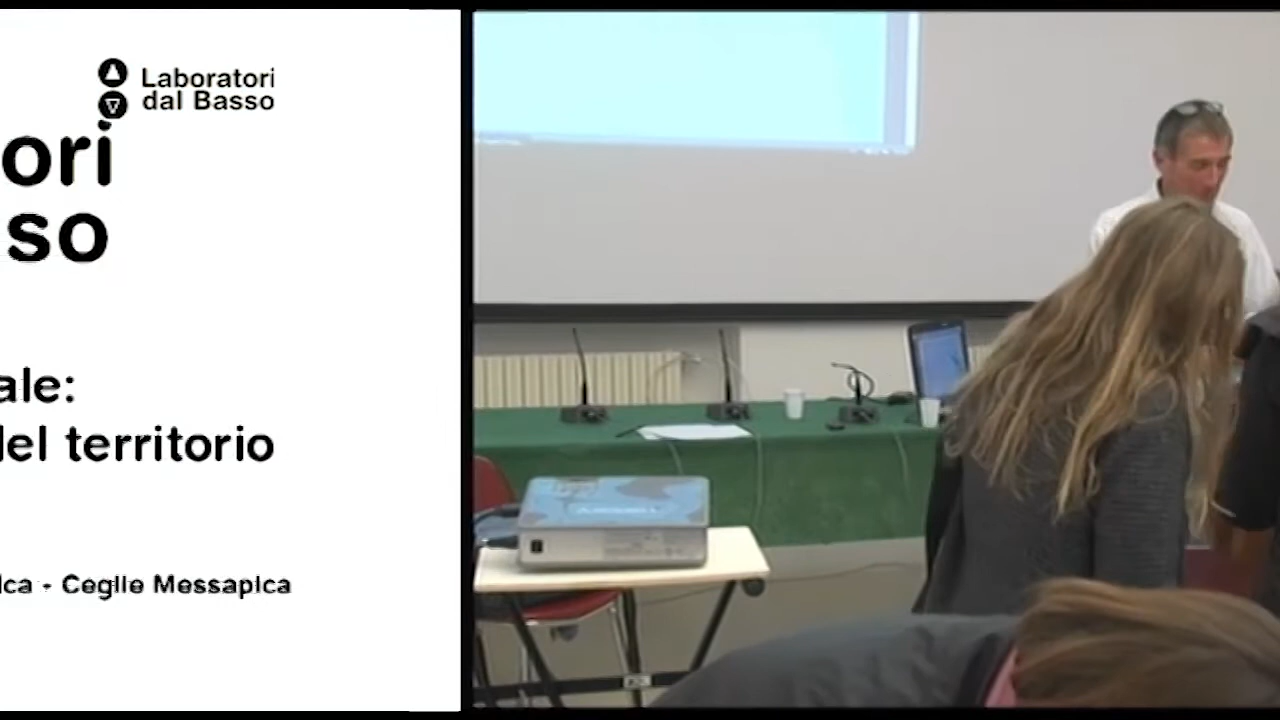 Laboratori
dal Basso
ori
so
ale:
del territorio
ica - Ceglie Messapica